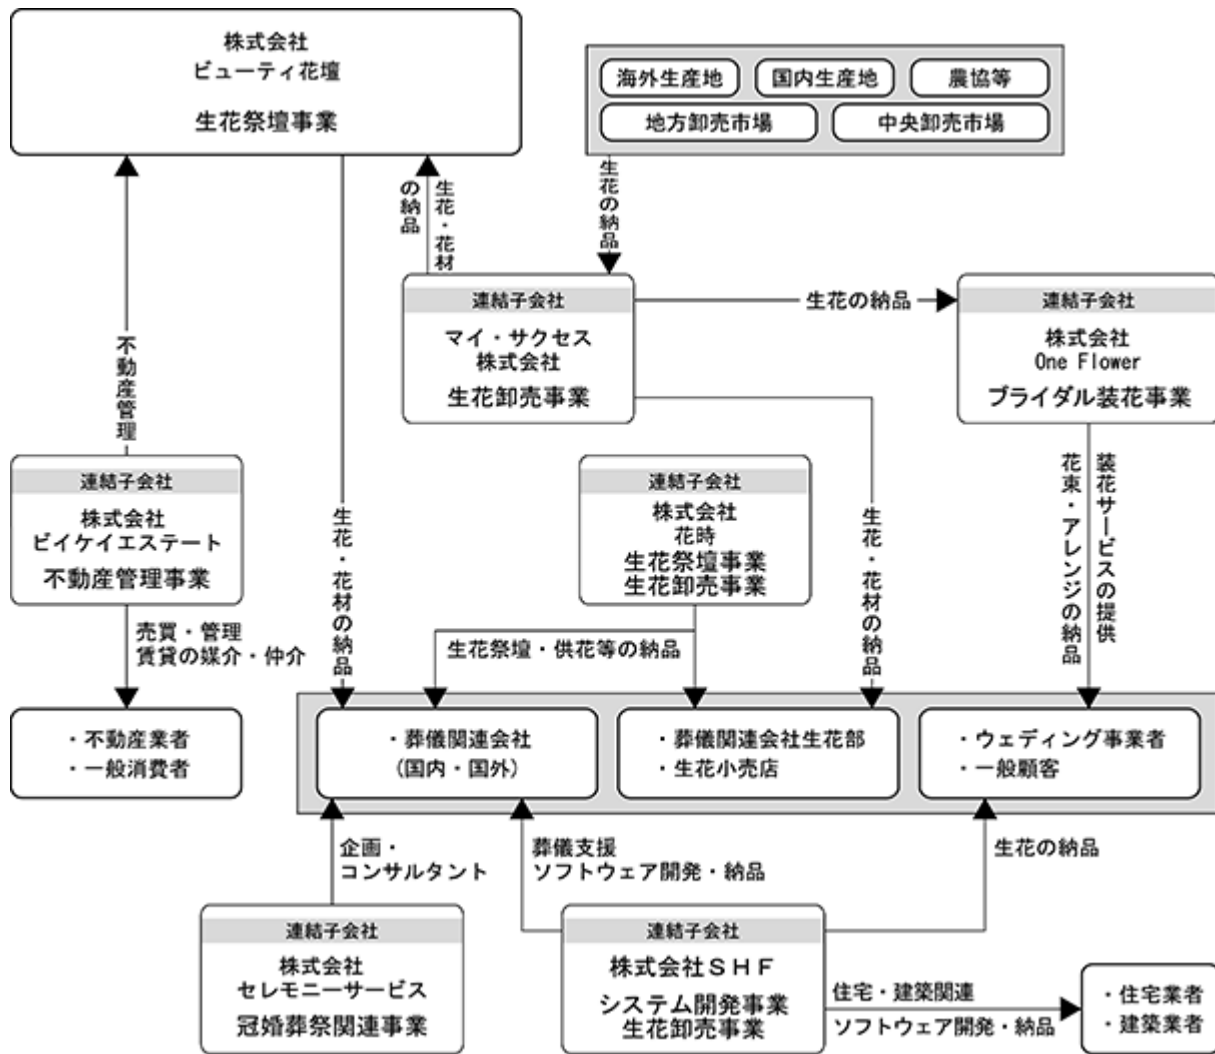 株式会社
ビューティ花壇
生花祭壇事業
海外生産地
国内生産地
農協等
地方卸売市場
中央卸売市場
生花・花材
の納品
生花の納品
連結子会社
マイ・サクセス
株式会社
生花卸売事業
生花の納品
連結子会社
株式会社
One Flower
ブライダル装花事業
不動産管理
連結子会社
株式会社
ビイケイエステート
不動産管理事業
生花・花材の納品
連結子会社
株式会社
花時
生花祭壇事業
生花卸売事業
生花・花材の納品
装花サービスの提供
花束・アレンジの納品
売買・管理
賃貸の媒介・仲介
生花祭壇・供花等の納品
・不動産業者
・一般消費者
・葬儀関連会社
(国内・国外)
・葬儀関連会社生花部
・生花小売店
・ウェディング事業者
・一般顧客
企画・
コンサルタント
葬儀支援
ソフトウェア開発・納品
生花の納品
連結子会社
株式会社
セレモニーサービス
冠婚葬祭関連事業
連結子会社
株式会社ＳＨＦ
システム開発事業
生花卸売事業
住宅・建築関連
ソフトウェア開発・納品
・住宅業者
・建築業者